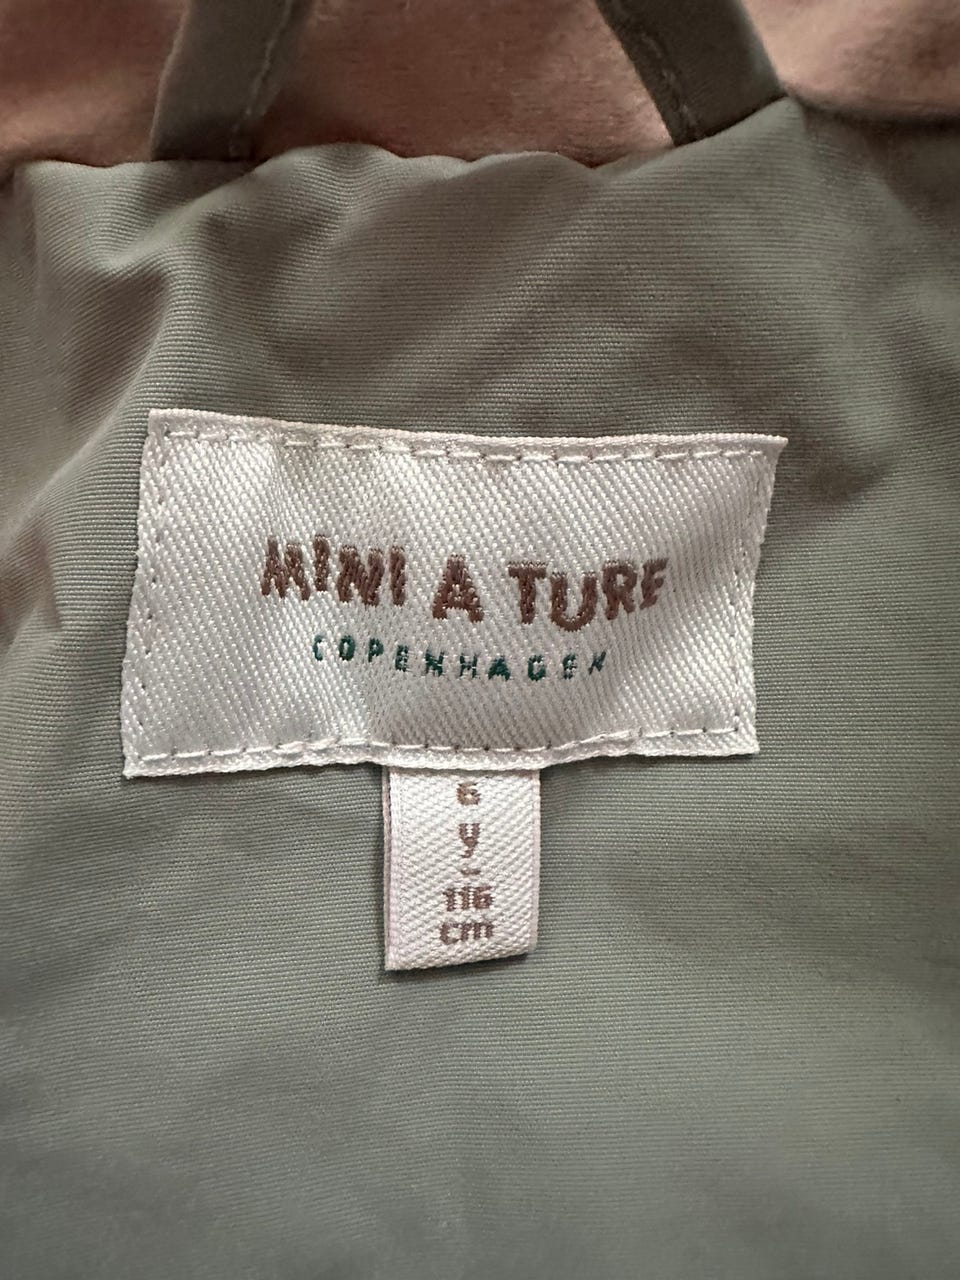 MINI A TURE
COPENHAGEN
6
y
-
116
cm